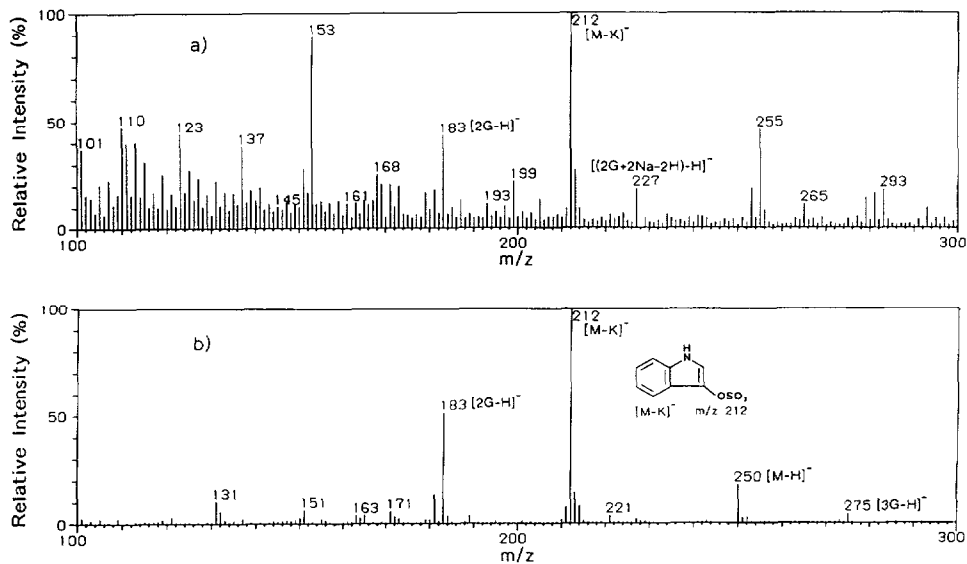 Relative Intensity (%)
100
50
0
a)
101
110
123
137
145
153
161
168
183 [2G-H]⁻
193
199
212
[M-K]⁻
[(2G+2Na-2H)-H]⁻
227
255
265
293
100
200
300
m/z
Relative Intensity (%)
100
50
0
b)
131
151
163
171
183 [2G-H]⁻
212
[M-K]⁻
H
N
OSO₃
[M-K]⁻ m/z 212
221
250 [M-H]⁻
275 [3G-H]⁻
100
200
300
m/z